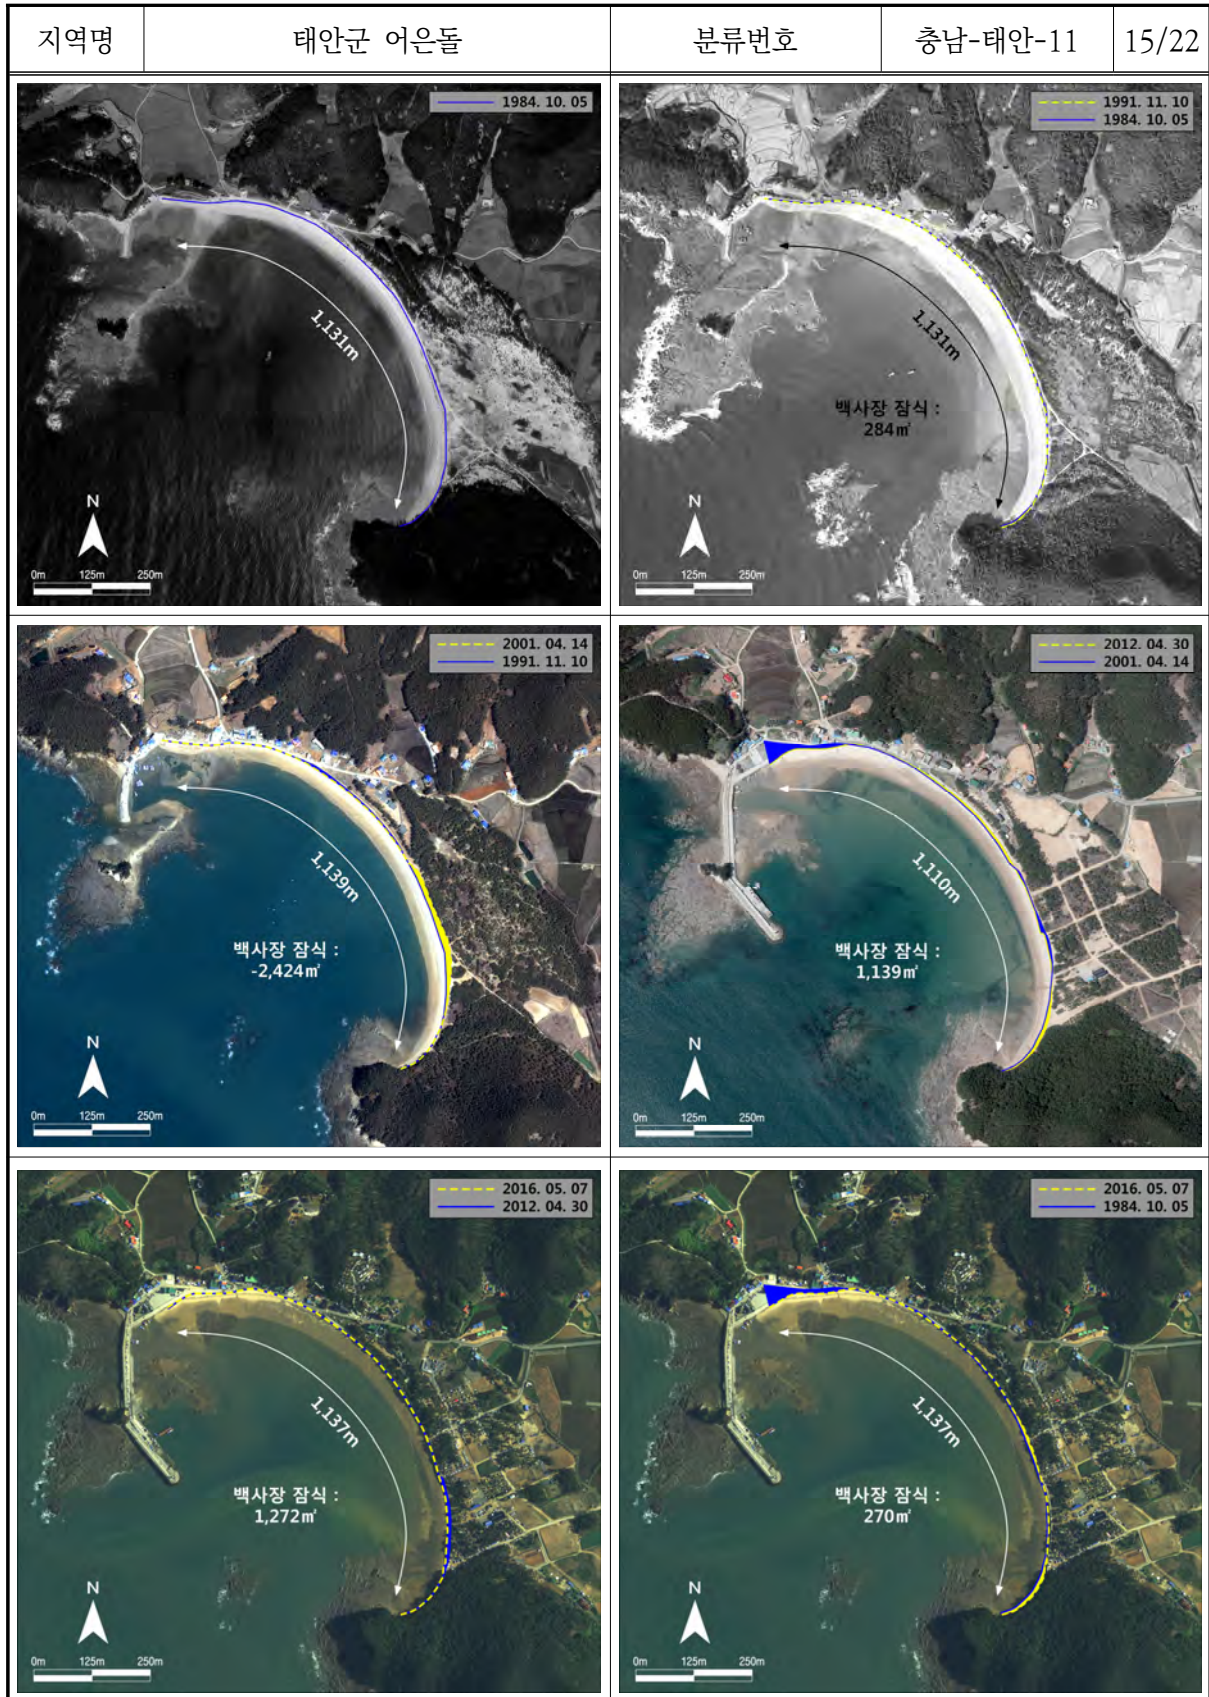 지역명 태안군 어은돌 분류번호 충남-태안-11 15/22
1984. 10. 05
1,131m
N
0m 125m 250m
1991. 11. 10
1984. 10. 05
1,131m
백사장 잠식 :
284㎡
N
0m 125m 250m
2001. 04. 14
1991. 11. 10
1,139m
백사장 잠식 :
-2,424㎡
N
0m 125m 250m
2012. 04. 30
2001. 04. 14
1,110m
백사장 잠식 :
1,139㎡
N
0m 125m 250m
2016. 05. 07
2012. 04. 30
1,137m
백사장 잠식 :
1,272㎡
N
0m 125m 250m
2016. 05. 07
1984. 10. 05
1,137m
백사장 잠식 :
270㎡
N
0m 125m 250m